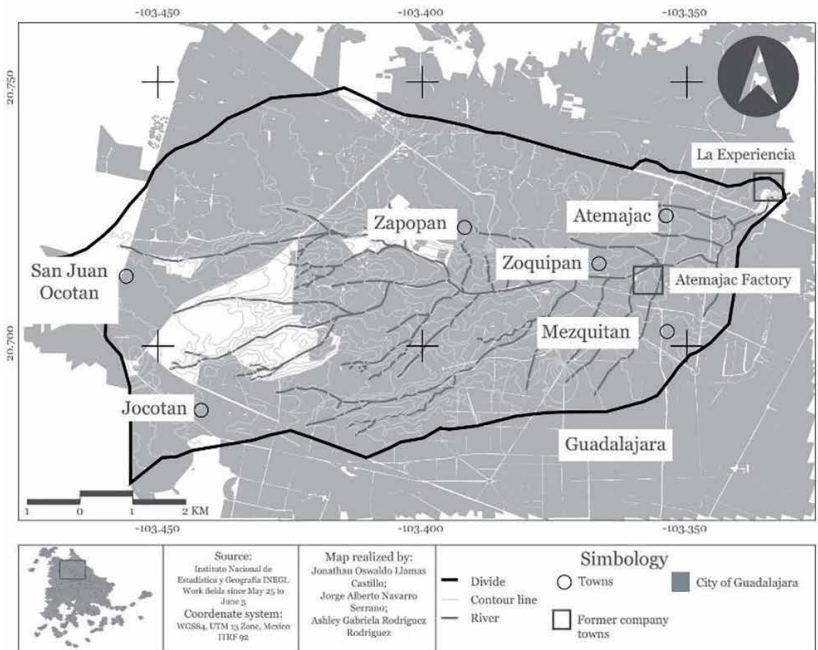 -103.450 -103.400 -103.350
20.750
La Experiencia
Zapopan
Atemajac
Zoquipan
San Juan
Ocotan
Atemajac Factory
20.700
Mezquitan
Jocotan
Guadalajara
1 0 1 2 KM
-103.450 -103.400 -103.350
Source:
Instituto Nacional de
Estadística y Geografía INEGI.
Work fields since May 25 to
June 3
Coordenate system:
WGS84, UTM 13 Zone, Mexico
ITRF 92
Map realized by:
Jonathan Oswaldo Llamas
Castillo;
Jorge Alberto Navarro
Serrano;
Ashley Gabriela Rodríguez
Rodríguez
Simbology
Divide
Contour line
River
Towns
Former company
towns
City of Guadalajara